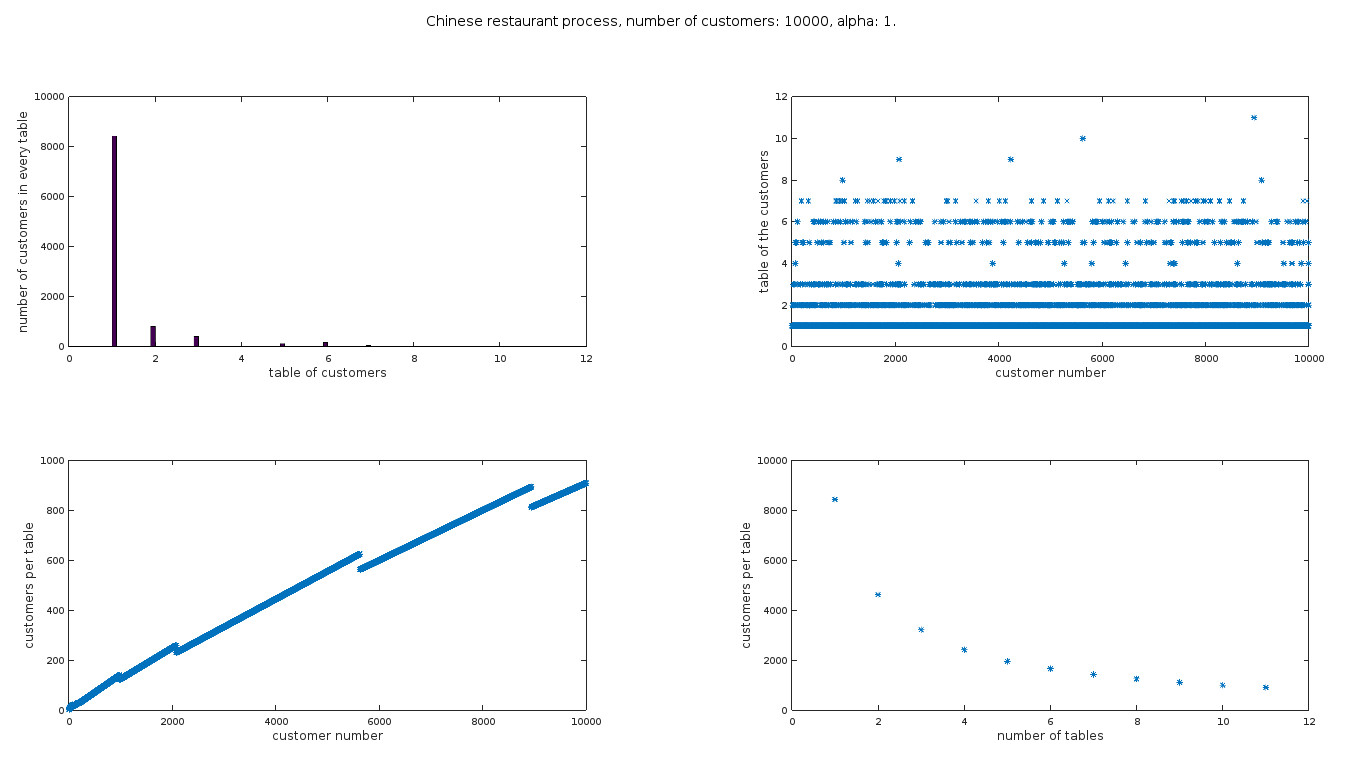 Chinese restaurant process, number of customers: 10000, alpha: 1.
number of customers in every table
10000
8000
6000
4000
2000
0
0 2 4 6 8 10 12
table of customers
table of the customers
12
10
8
6
4
2
0
0 2000 4000 6000 8000 10000
customer number
customers per table
1000
800
600
400
200
0
0 2000 4000 6000 8000 10000
customer number
customers per table
10000
8000
6000
4000
2000
0
0 2 4 6 8 10 12
number of tables